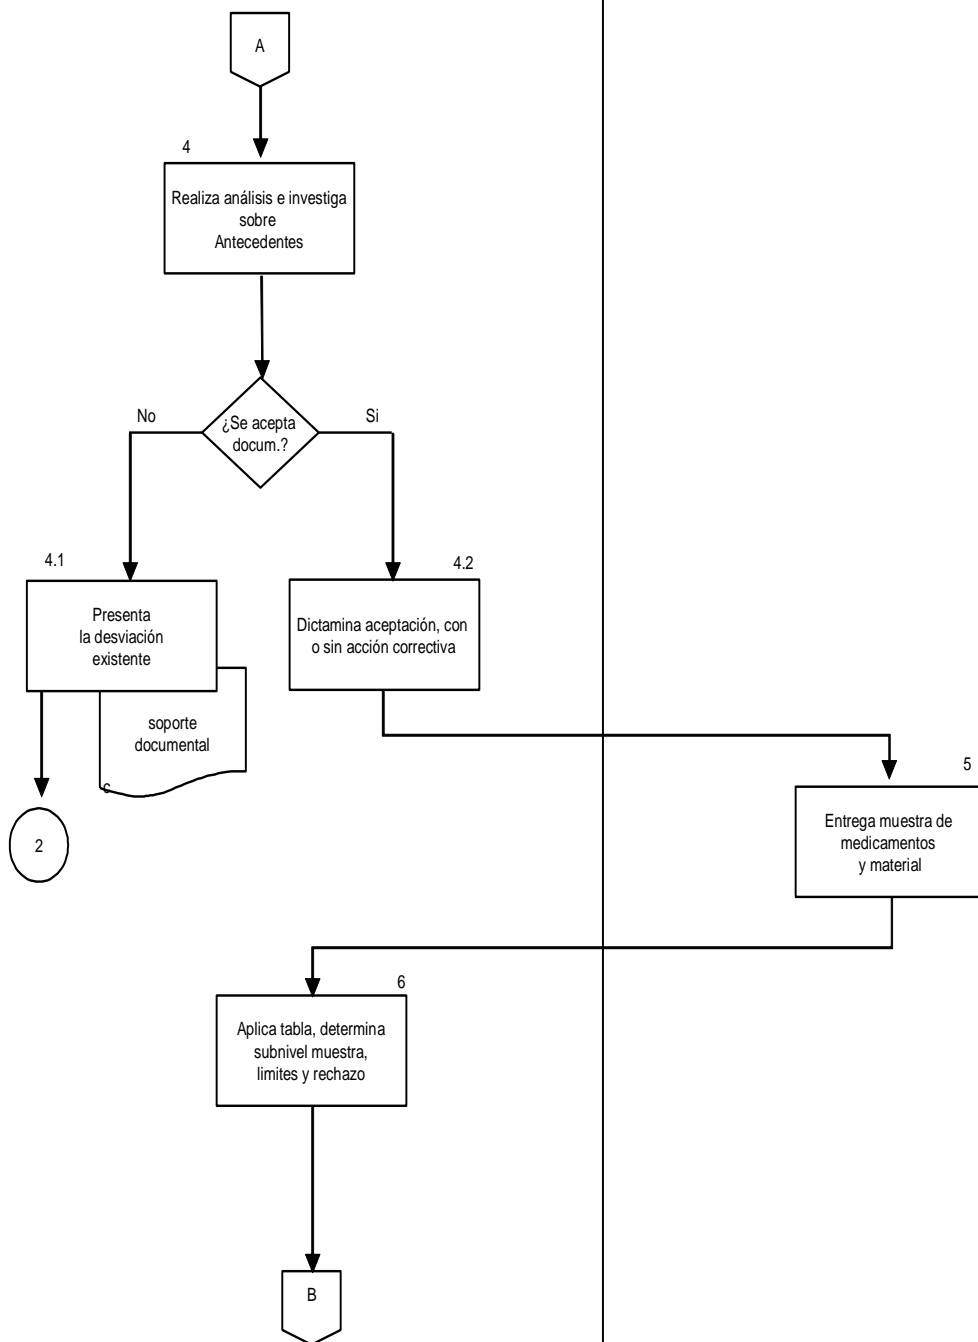 A
4
Realiza análisis e investiga
sobre
Antecedentes
¿Se acepta
docum.?
No
Si
4.1
Presenta
la desviación
existente
soporte
documental
c
2
4.2
Dictamina aceptación, con
o sin acción correctiva
5
Entrega muestra de
medicamentos
y material
6
Aplica tabla, determina
subnivel muestra,
limites y rechazo
B